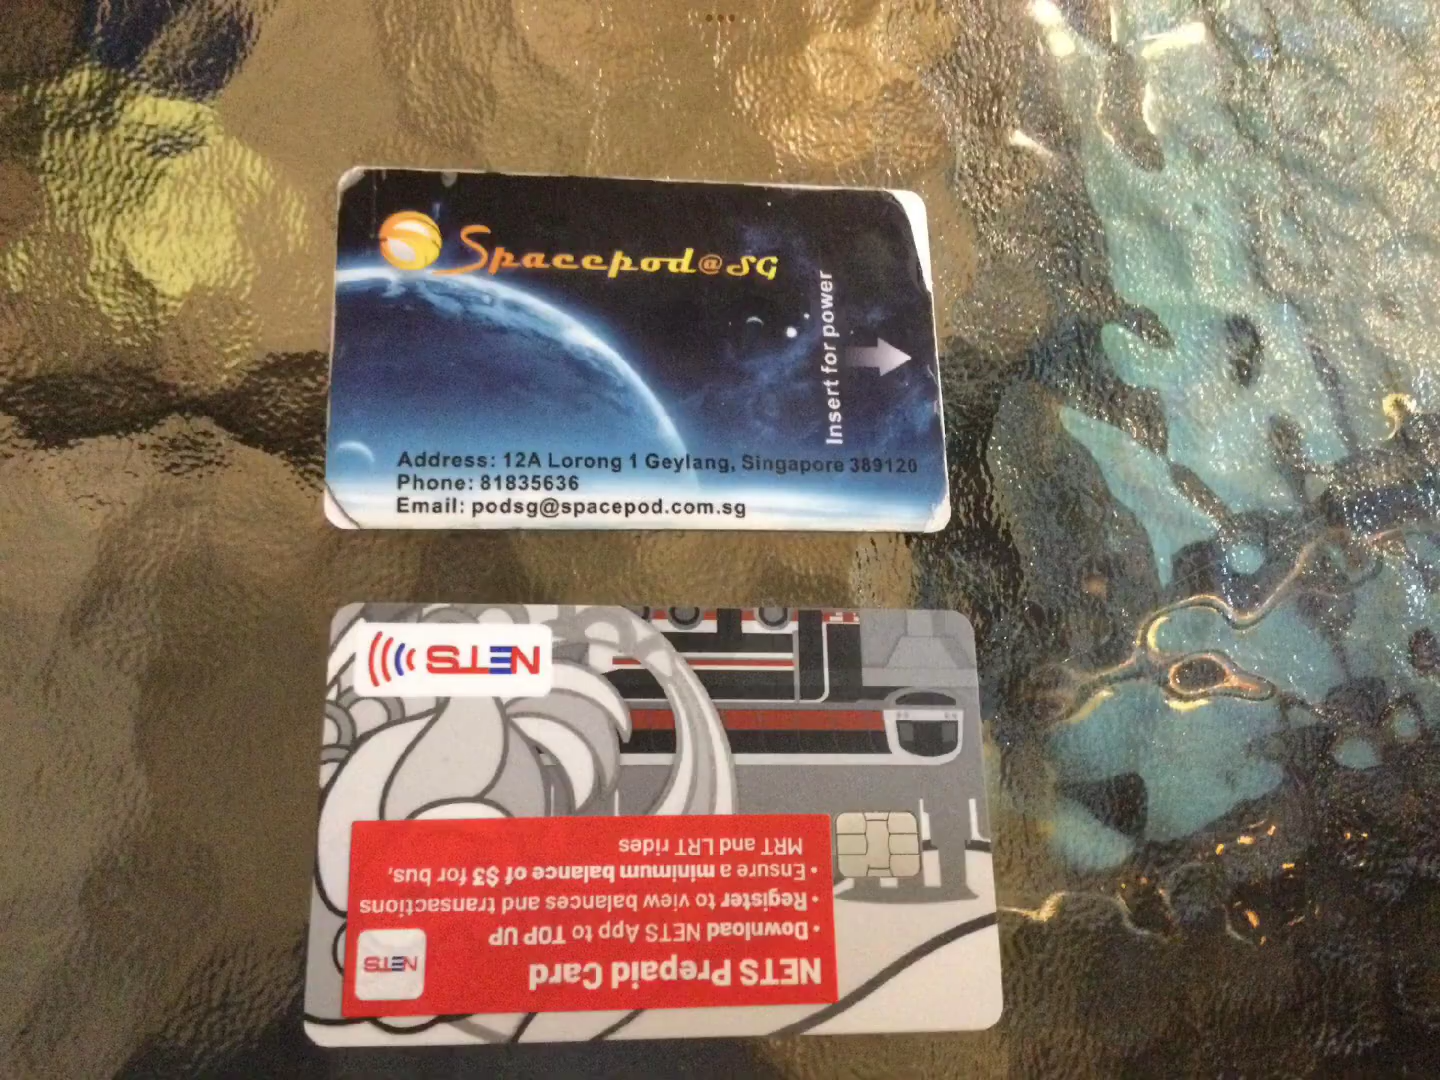 Spacepod@SG
Insert for power
Address: 12A Lorong 1 Geylang, Singapore 389120
Phone: 81835636
Email: podsg@spacepod.com.sg
NETS Prepaid Card
• Download NETS App to TOP UP
• Register to view balances and transactions
• Ensure a minimum balance of $3 for bus,
MRT and LRT rides
NETS
NETS